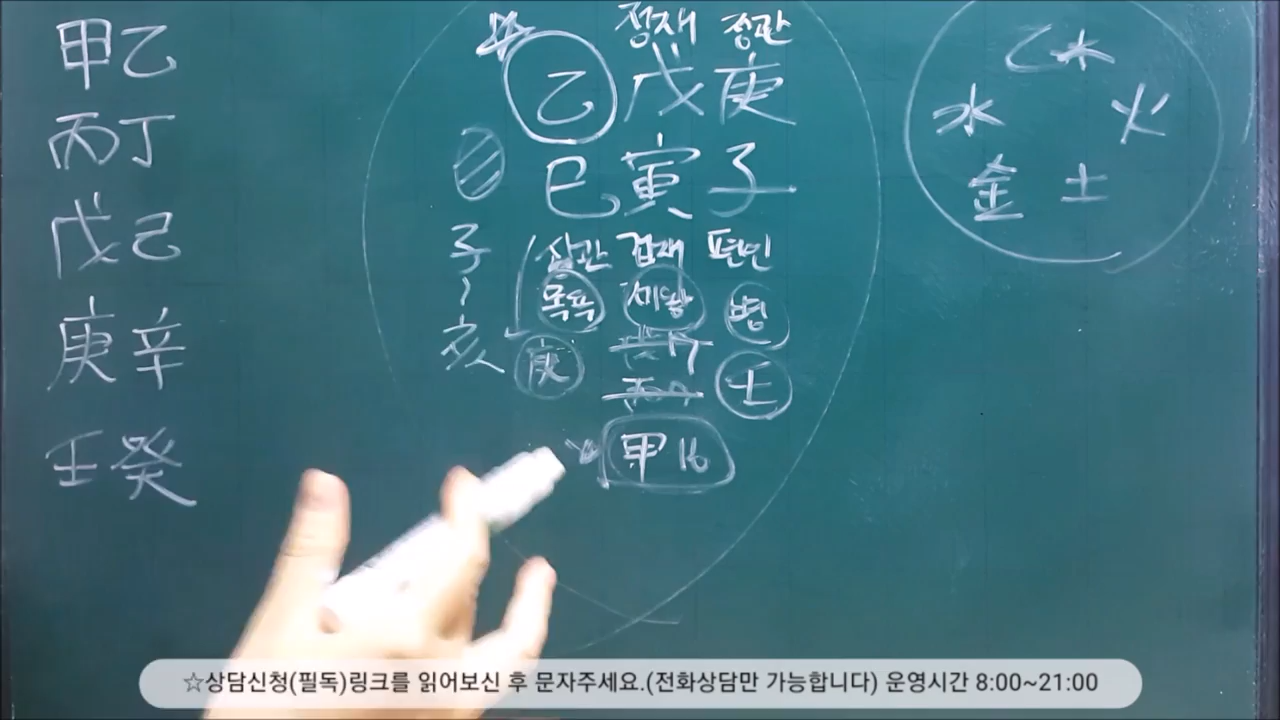 甲乙
丙丁
戊己
庚辛
壬癸
정재 정관
乙 戊 庚
巳 寅 子
상관 겁재 편인
목욕 제왕 병
庚 壬
甲 16
子
~
亥
乙木
水 火
金 土
☆상담신청(필독)링크를 읽어보신 후 문자주세요.(전화상담만 가능합니다) 운영시간 8:00~21:00